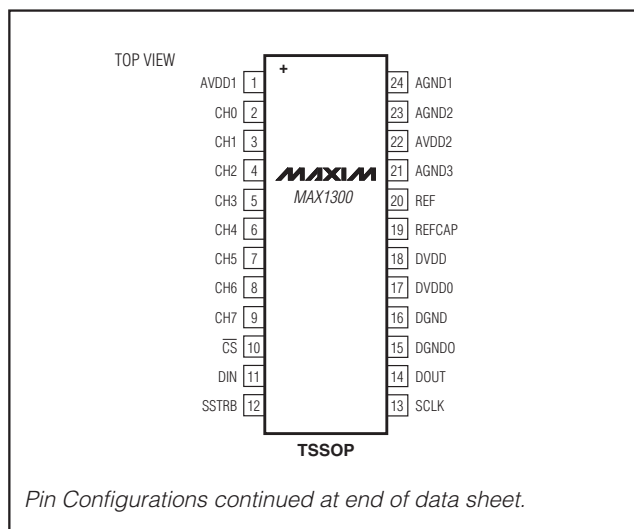 TOP VIEW
+
AVDD1 1
CH0 2
CH1 3
CH2 4
CH3 5
CH4 6
CH5 7
CH6 8
CH7 9
C̅S̅ 10
DIN 11
SSTRB 12
MAXIM
MAX1300
24 AGND1
23 AGND2
22 AVDD2
21 AGND3
20 REF
19 REFCAP
18 DVDD
17 DVDD0
16 DGND
15 DGNDO
14 DOUT
13 SCLK
TSSOP
Pin Configurations continued at end of data sheet.